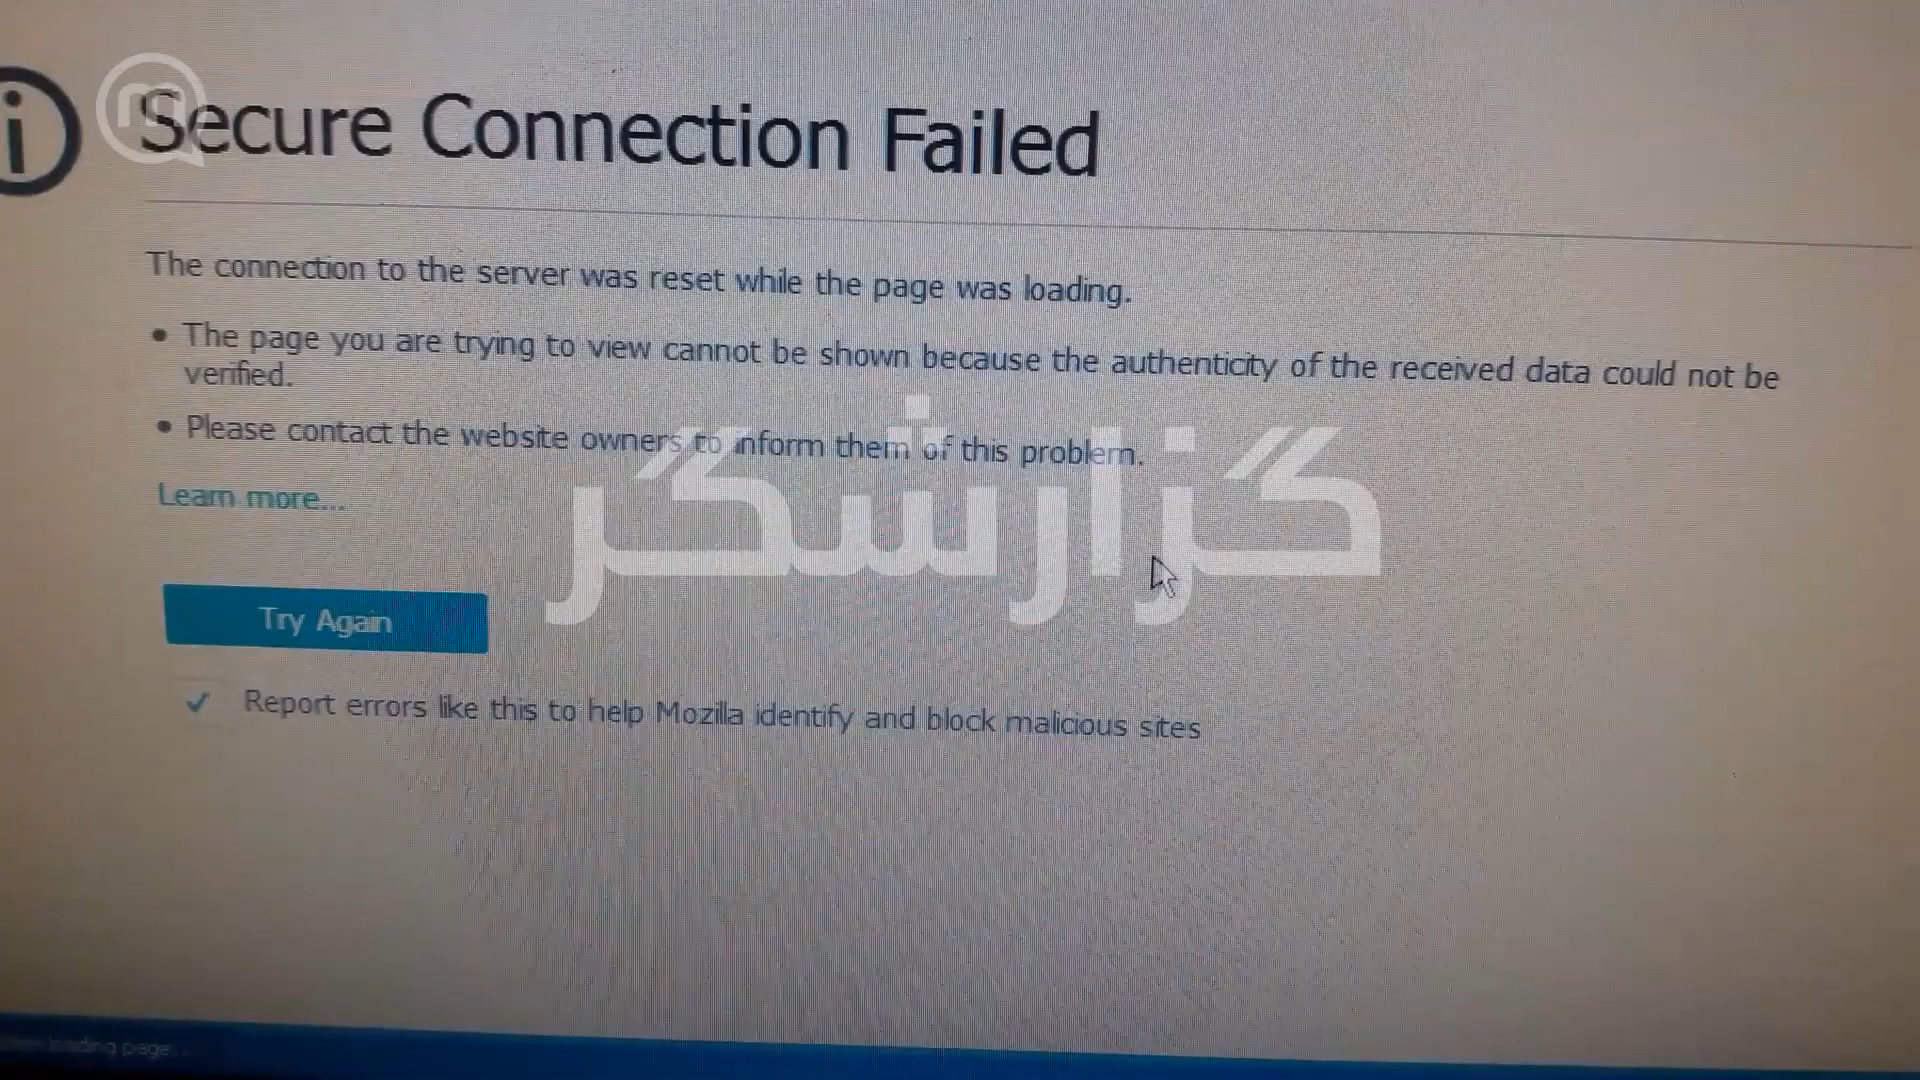 Secure Connection Failed
The connection to the server was reset while the page was loading.
• The page you are trying to view cannot be shown because the authenticity of the received data could not be
verified.
• Please contact the website owners to inform them of this problem.
Learn more...
گزارشگر
Try Again
Report errors like this to help Mozilla identify and block malicious sites
loading page...